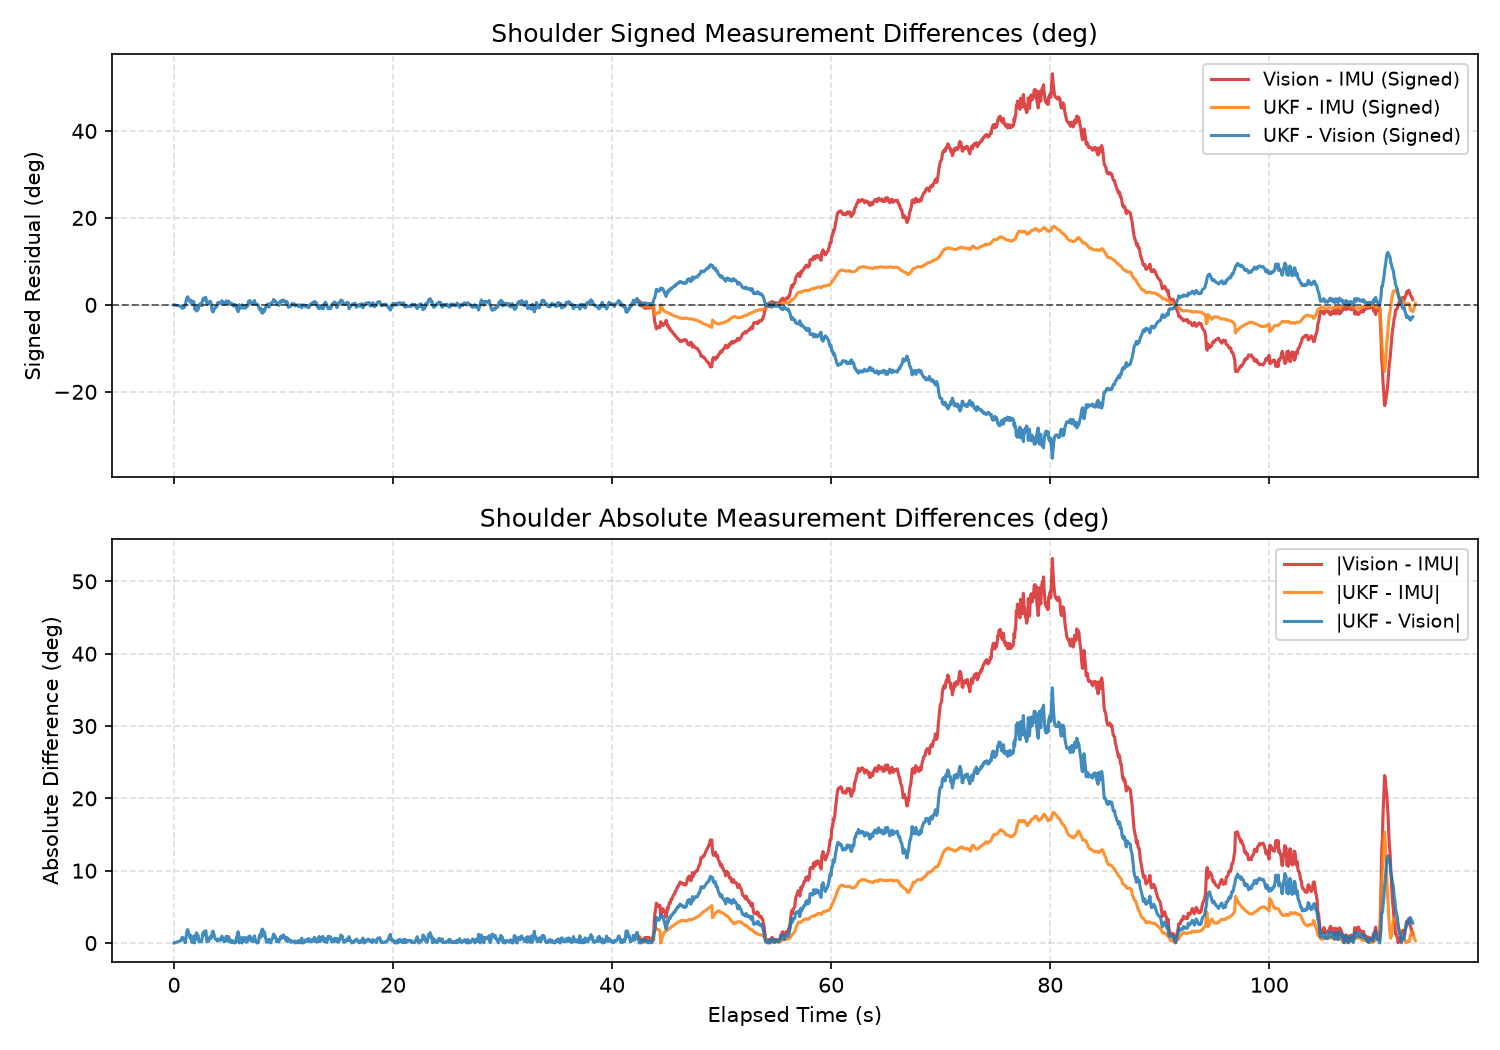 Shoulder Signed Measurement Differences (deg)
Signed Residual (deg)
40
20
0
−20
Vision - IMU (Signed)
UKF - IMU (Signed)
UKF - Vision (Signed)
Shoulder Absolute Measurement Differences (deg)
Absolute Difference (deg)
50
40
30
20
10
0
|Vision - IMU|
|UKF - IMU|
|UKF - Vision|
0 20 40 60 80 100
Elapsed Time (s)